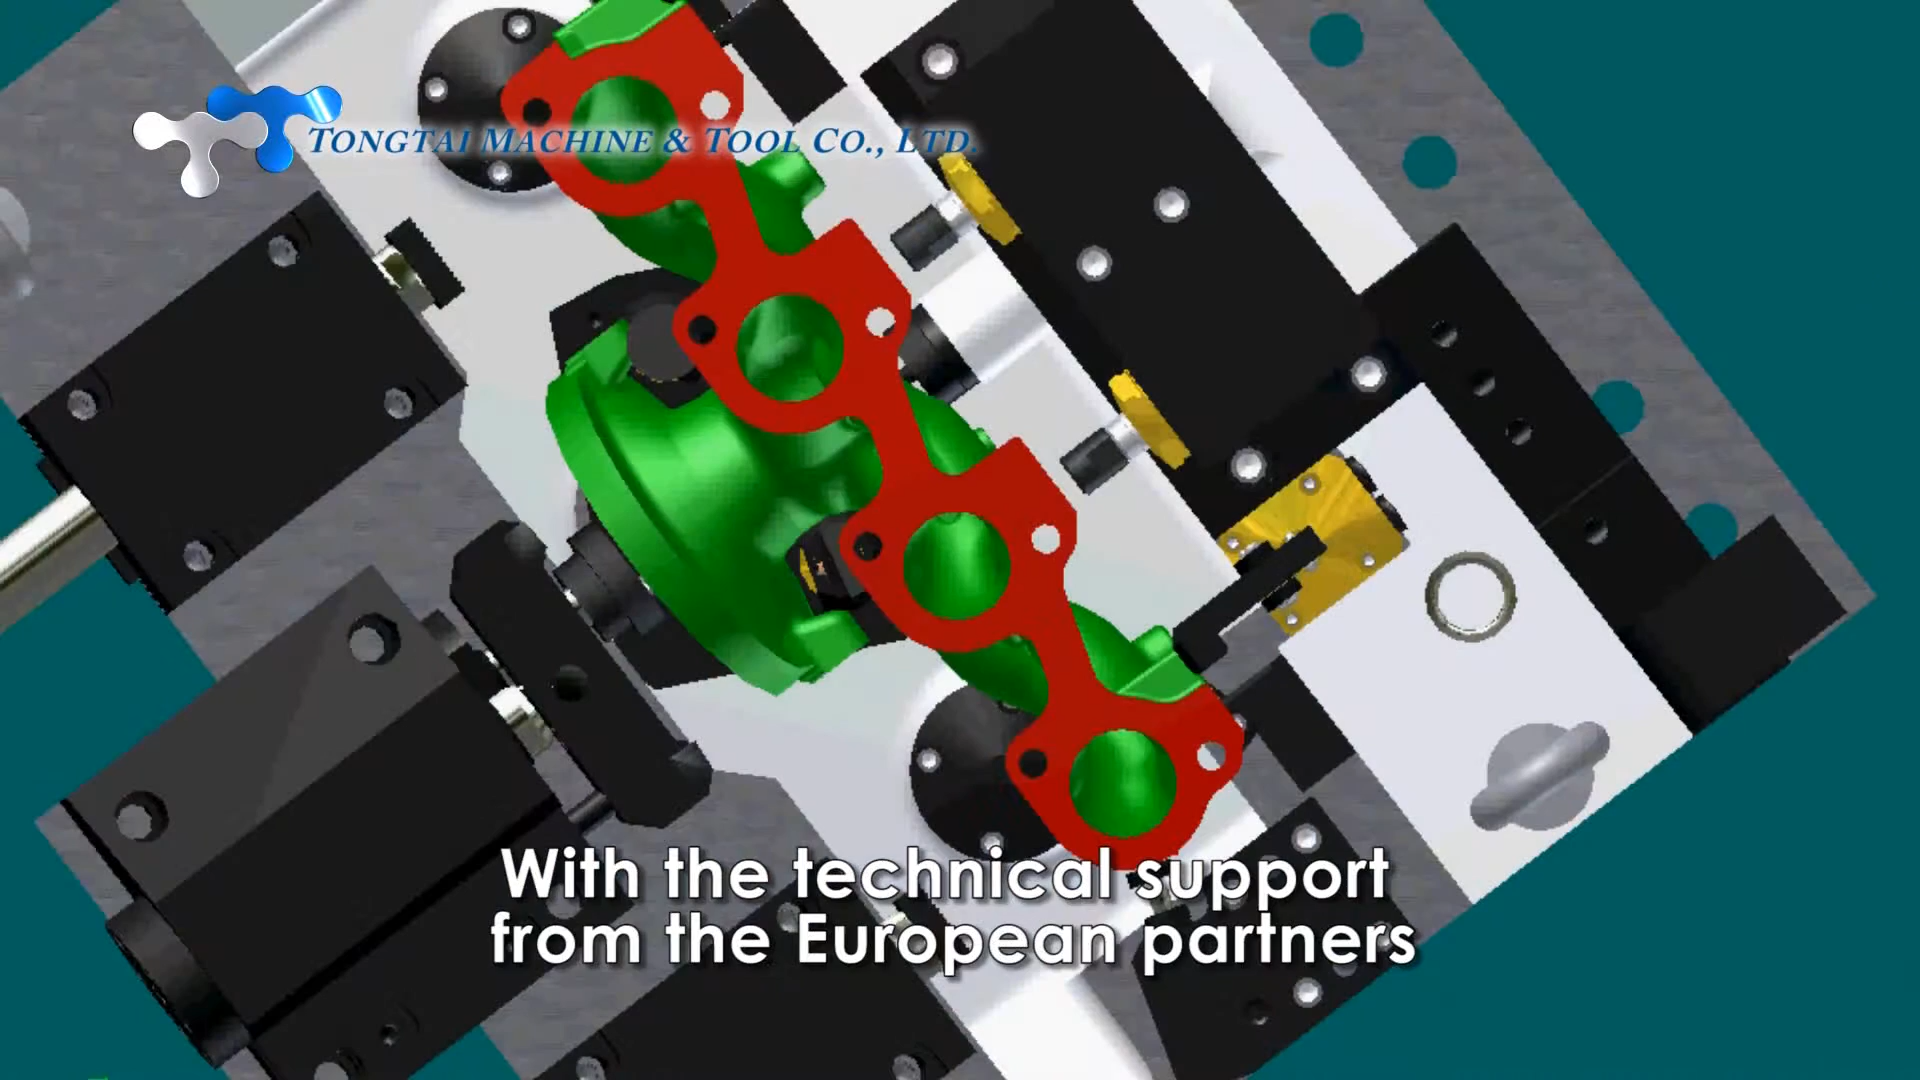 TONGTAI MACHINE & TOOL CO., LTD.
With the technical support
from the European partners